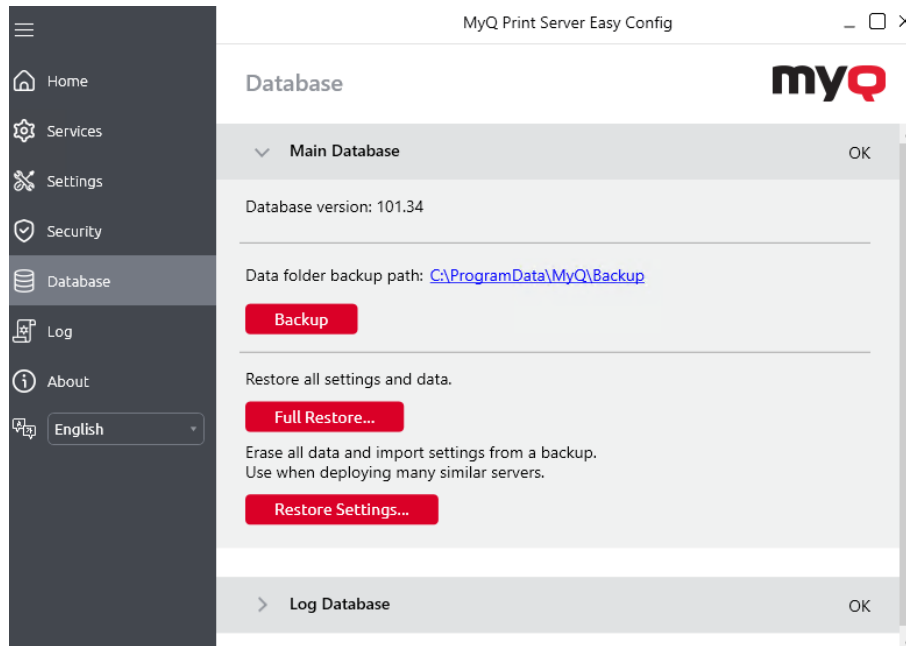 MyQ Print Server Easy Config
Home
Services
Settings
Security
Database
Log
About
English
Database
myQ
Main Database
OK
Database version: 101.34
Data folder backup path: C:\ProgramData\MyQ\Backup
Backup
Restore all settings and data.
Full Restore...
Erase all data and import settings from a backup.
Use when deploying many similar servers.
Restore Settings...
Log Database
OK